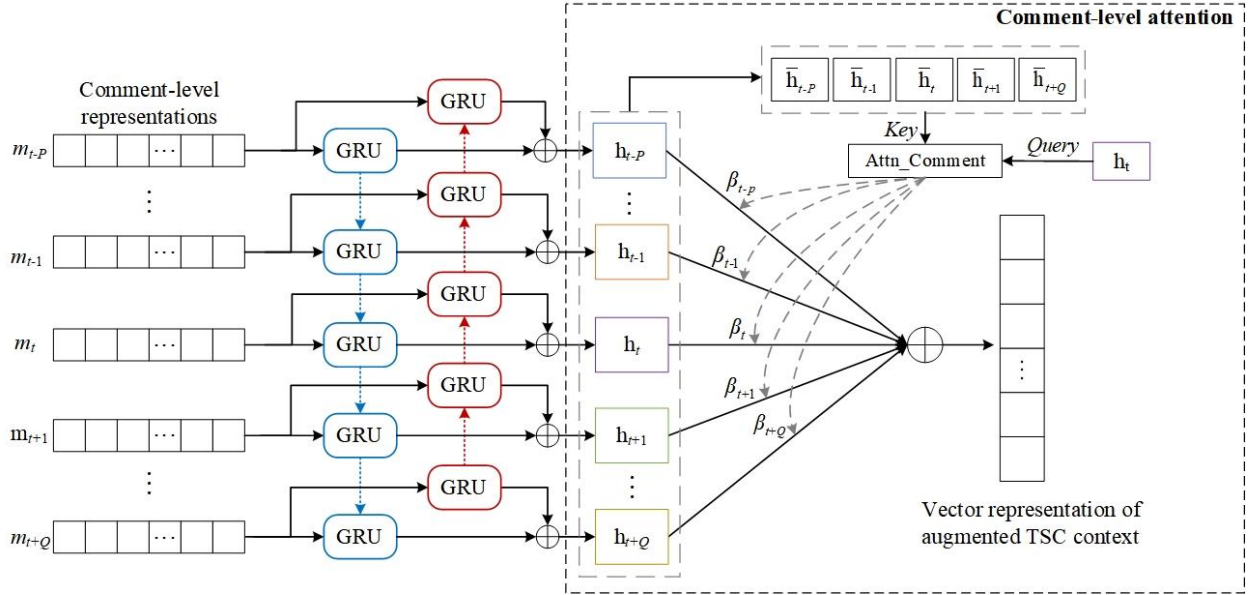 Comment-level attention
Comment-level
representations
m_{t-P}
⋮
m_{t-1}
m_t
m_{t+1}
⋮
m_{t+Q}
...
...
...
...
...
GRU
GRU
GRU
GRU
GRU
GRU
GRU
GRU
GRU
GRU
h_{t-P}
⋮
h_{t-1}
h_t
h_{t+1}
⋮
h_{t+Q}
h̄_{t-P} h̄_{t-1} h̄_t h̄_{t+1} h̄_{t+Q}
Key
Attn_Comment
Query
h_t
β_{t-P}
β_{t-1}
β_t
β_{t+1}
β_{t+Q}
⋮
Vector representation of
augmented TSC context